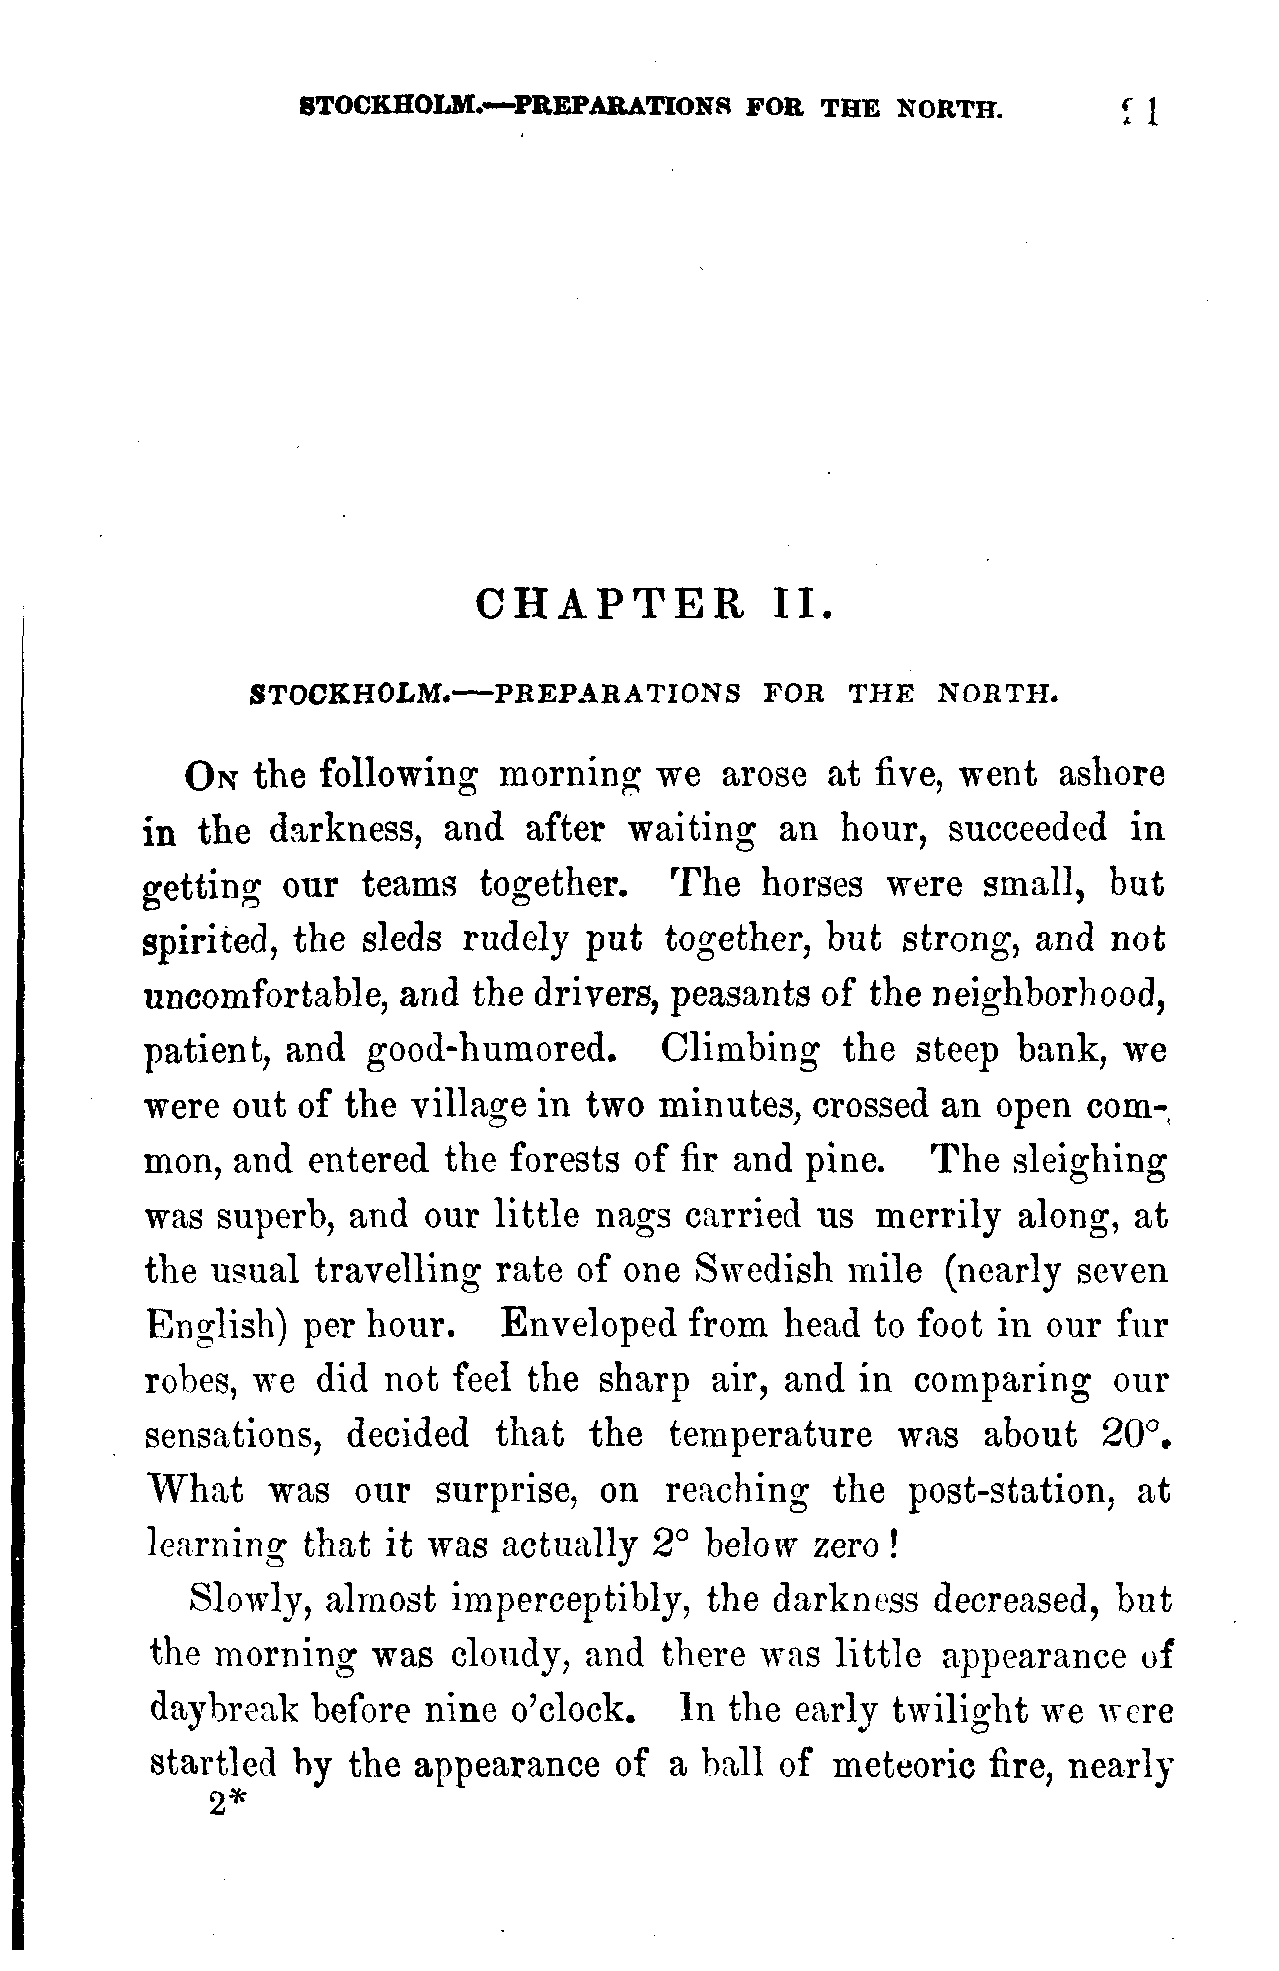 STOCKHOLM.—PREPARATIONS FOR THE NORTH.
CHAPTER II.
STOCKHOLM.—PREPARATIONS FOR THE NORTH.
ON the following morning we arose at five, went ashore
in the darkness, and after waiting an hour, succeeded in
getting our teams together. The horses were small, but
spirited, the sleds rudely put together, but strong, and not
uncomfortable, and the drivers, peasants of the neighborhood,
patient, and good-humored. Climbing the steep bank, we
were out of the village in two minutes, crossed an open com-
mon, and entered the forests of fir and pine. The sleighing
was superb, and our little nags carried us merrily along, at
the usual travelling rate of one Swedish mile (nearly seven
English) per hour. Enveloped from head to foot in our fur
robes, we did not feel the sharp air, and in comparing our
sensations, decided that the temperature was about 20°.
What was our surprise, on reaching the post-station, at
learning that it was actually 2° below zero!
Slowly, almost imperceptibly, the darkness decreased, but
the morning was cloudy, and there was little appearance of
daybreak before nine o'clock. In the early twilight we were
startled by the appearance of a ball of meteoric fire, nearly
2*